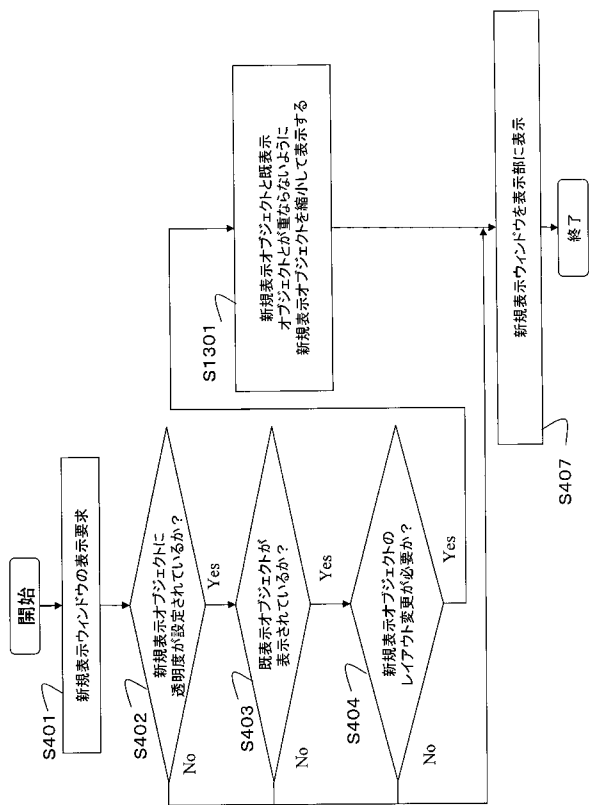 開始
S401
新規表示ウィンドウの表示要求
S402
新規表示オブジェクトに
透明度が設定されているか？
No
Yes
S403
既表示オブジェクトが
表示されているか？
No
Yes
S404
新規表示オブジェクトの
レイアウト変更が必要か？
No
Yes
S1301
新規表示オブジェクトと既表示
オブジェクトとが重ならないように
新規表示オブジェクトを縮小して表示する
新規表示ウィンドウを表示部に表示
S407
終了